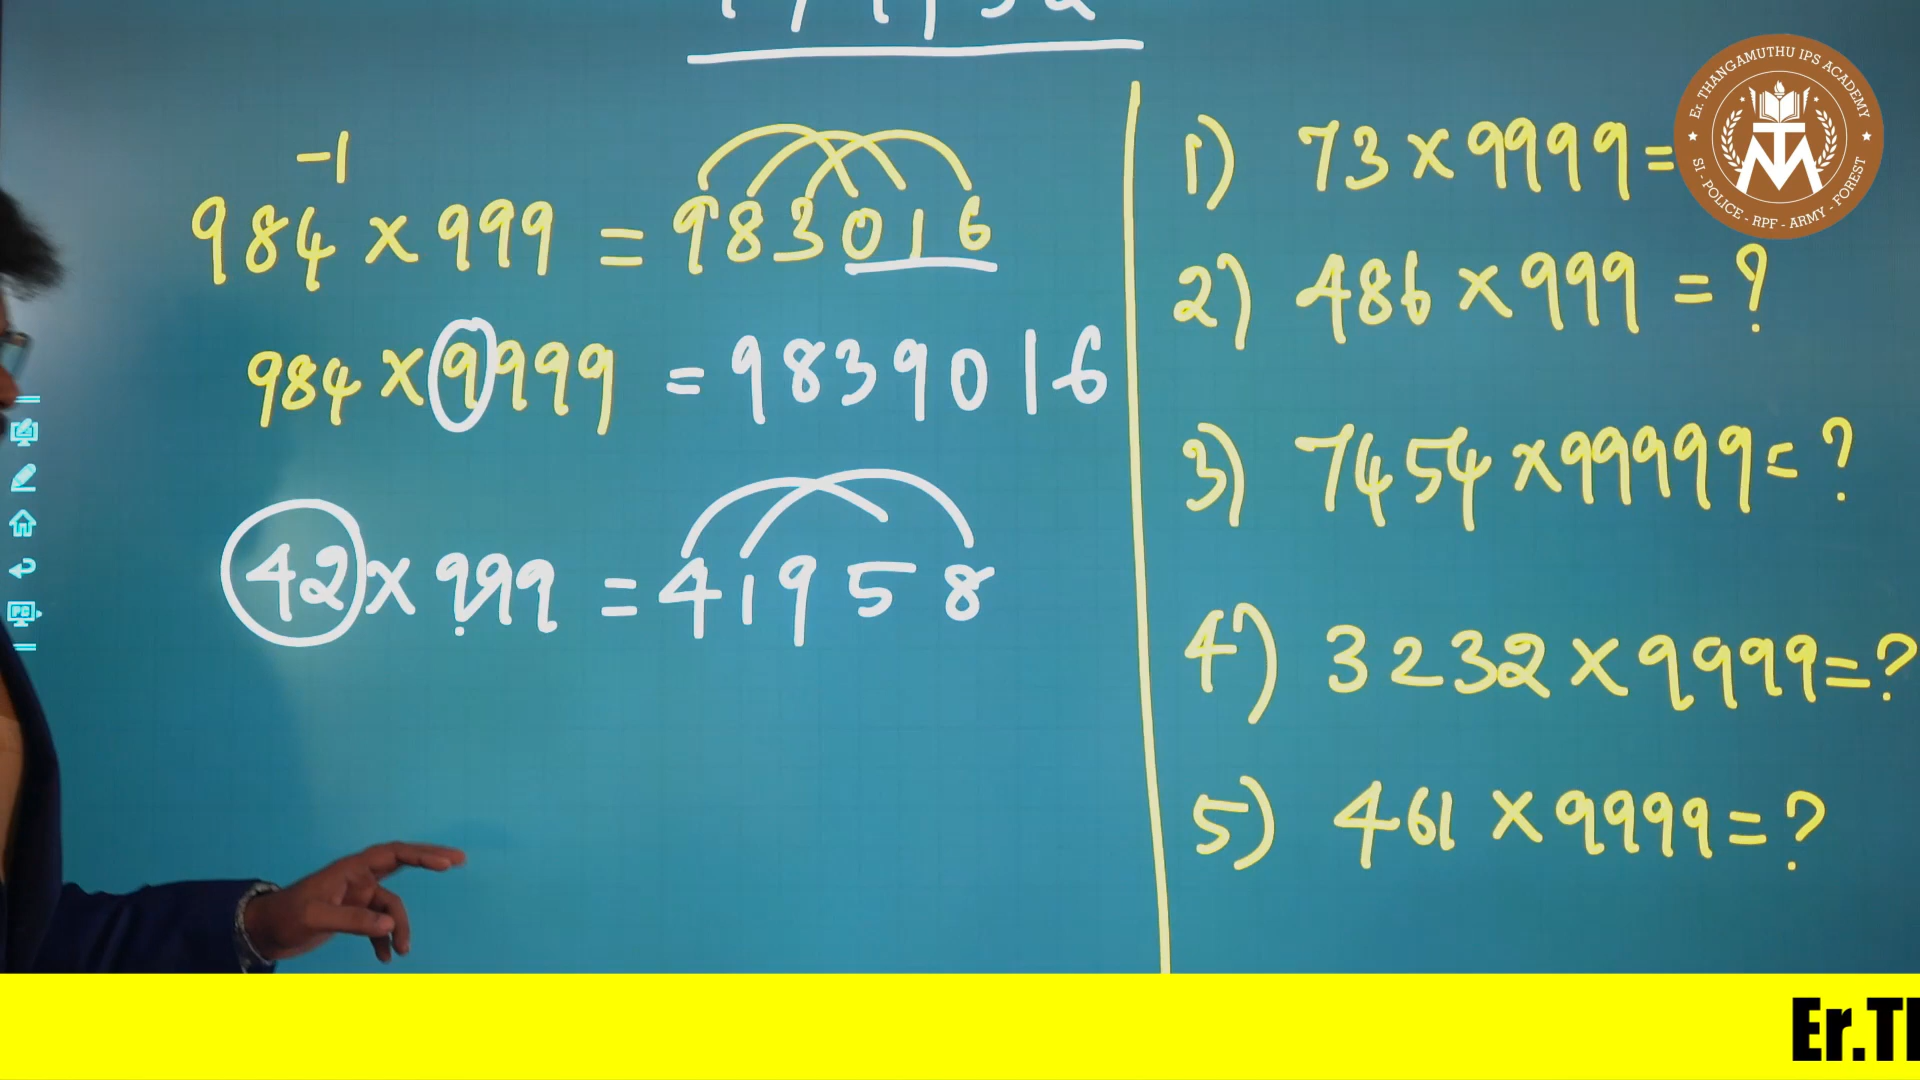 -1
984 × 999 = 983016
984 × 9999 = 9839016
42 × 999 = 41958
1) 73 × 9999 =
2) 486 × 999 = ?
3) 7454 × 99999 = ?
4) 3232 × 9999 = ?
5) 461 × 9999 = ?
Er. THANGAMUTHU IPS ACADEMY
SI - POLICE - RPF - ARMY - FOREST
PC